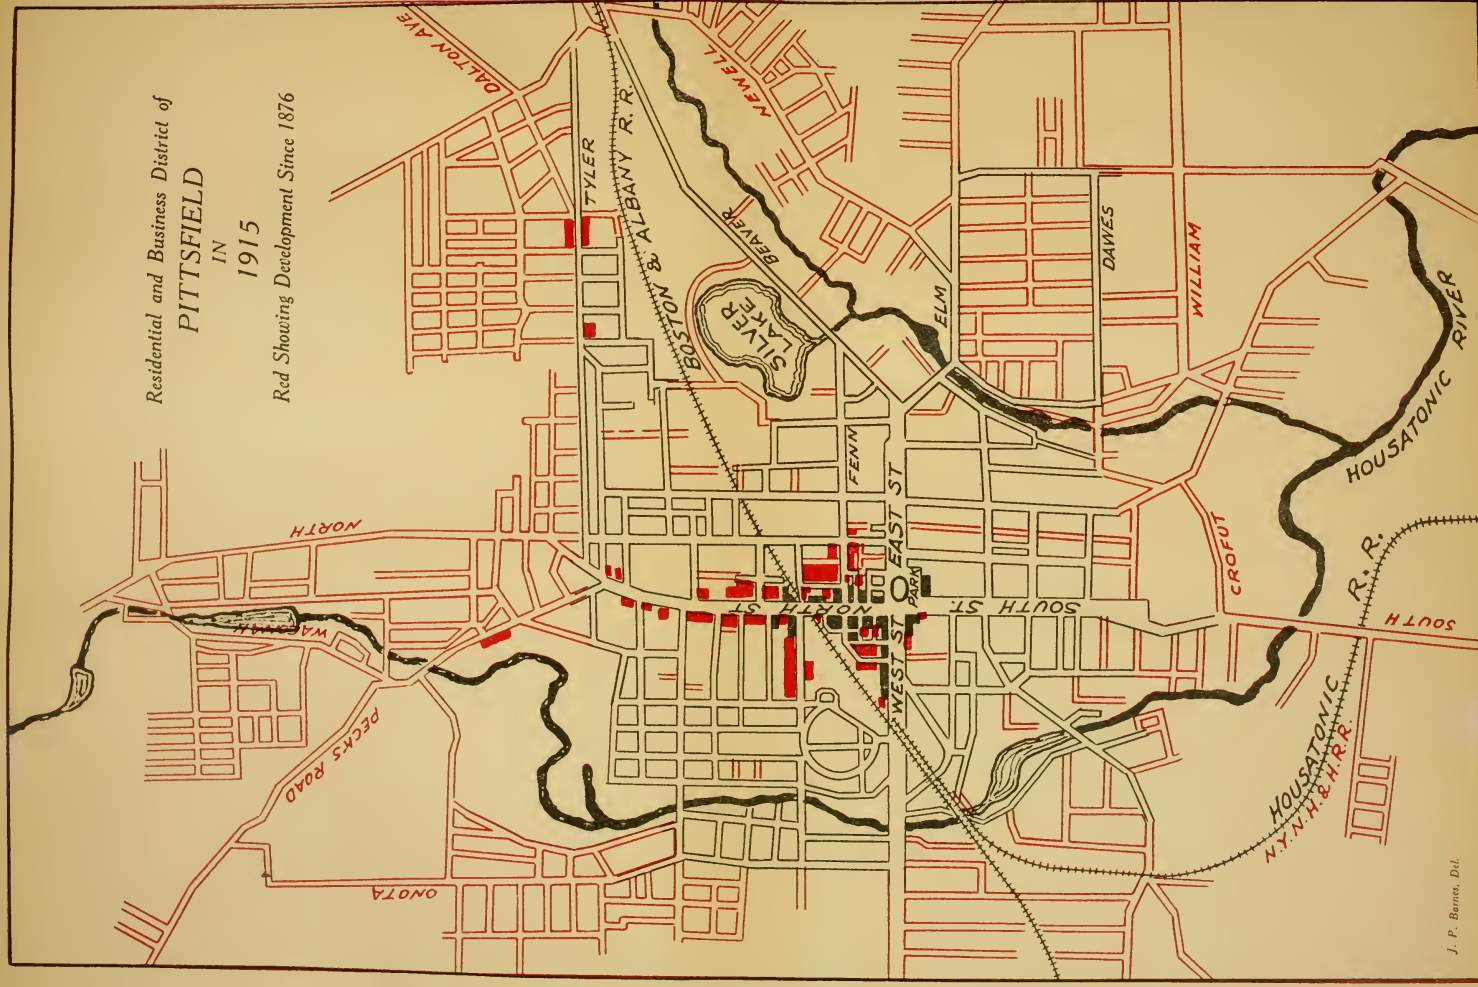 Residential and Business District of
PITTSFIELD
IN
1915
Red Showing Development Since 1876
DALTON AVE
TYLER
BOSTON & ALBANY R.R.
NEWELL
BEAVER
SILVER
LAKE
ELM
DAWES
WILLIAM
HOUSATONIC
RIVER
FENN
EAST ST
NORTH
NORTH ST
PARK
WEST ST
SOUTH ST.
SOUTH
CROFUT
HOUSATONIC R.R.
N.Y.N.H.& H.R.R.
WACONAH
PECK'S ROAD
ONOTA
J. P. Barnes, Del.